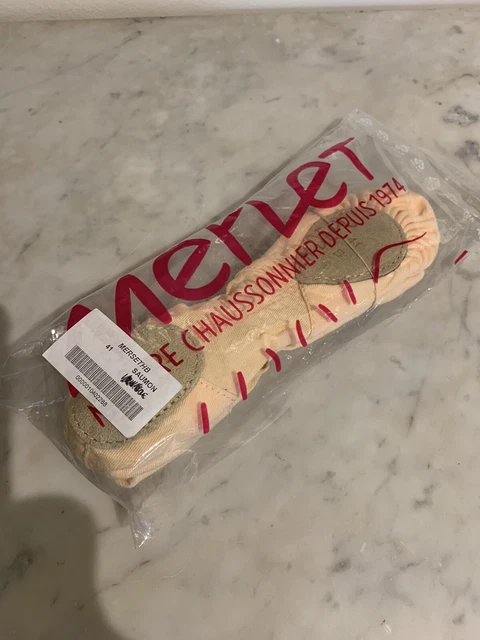 merLeT
RE CHAUSSONNIER DEPUIS 1974
MERSETHB
41
SAUMON